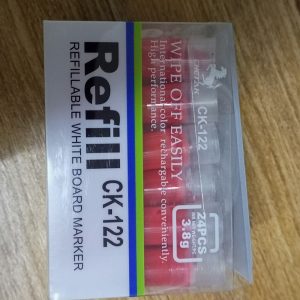 Refill CK-122
REFILLABLE WHITE BOARD MARKER
WIPE OFF EASILY
International color rechargable conveniently.
High performance.
CK-122
24PCS
3.8g